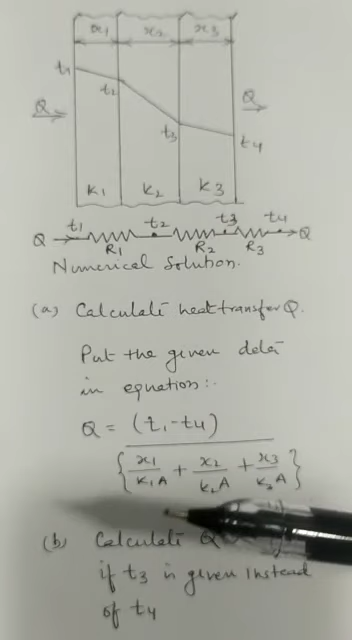 x1 x2 x3
t1
t2
Q Q
t3
t4
K1 K2 K3
Q t1 t2 t3 t4 Q
R1 R2 R3
Numerical Solution.
(a) Calculate heat transfer Q.
Put the given data
in equation:-
Q = (t1-t4)
{x1/K1A + x2/K2A + x3/K3A}
(b) Calculate Q
if t3 is given instead
of t4